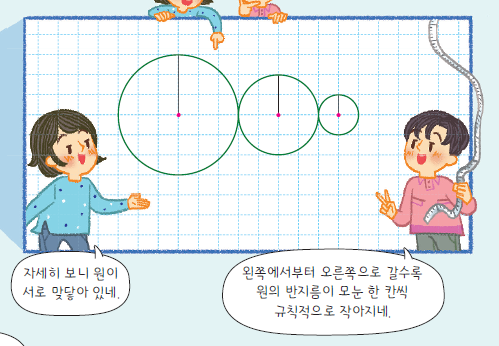 자세히 보니 원이
서로 맞닿아 있네.
왼쪽에서부터 오른쪽으로 갈수록
원의 반지름이 모눈 한 칸씩
규칙적으로 작아지네.